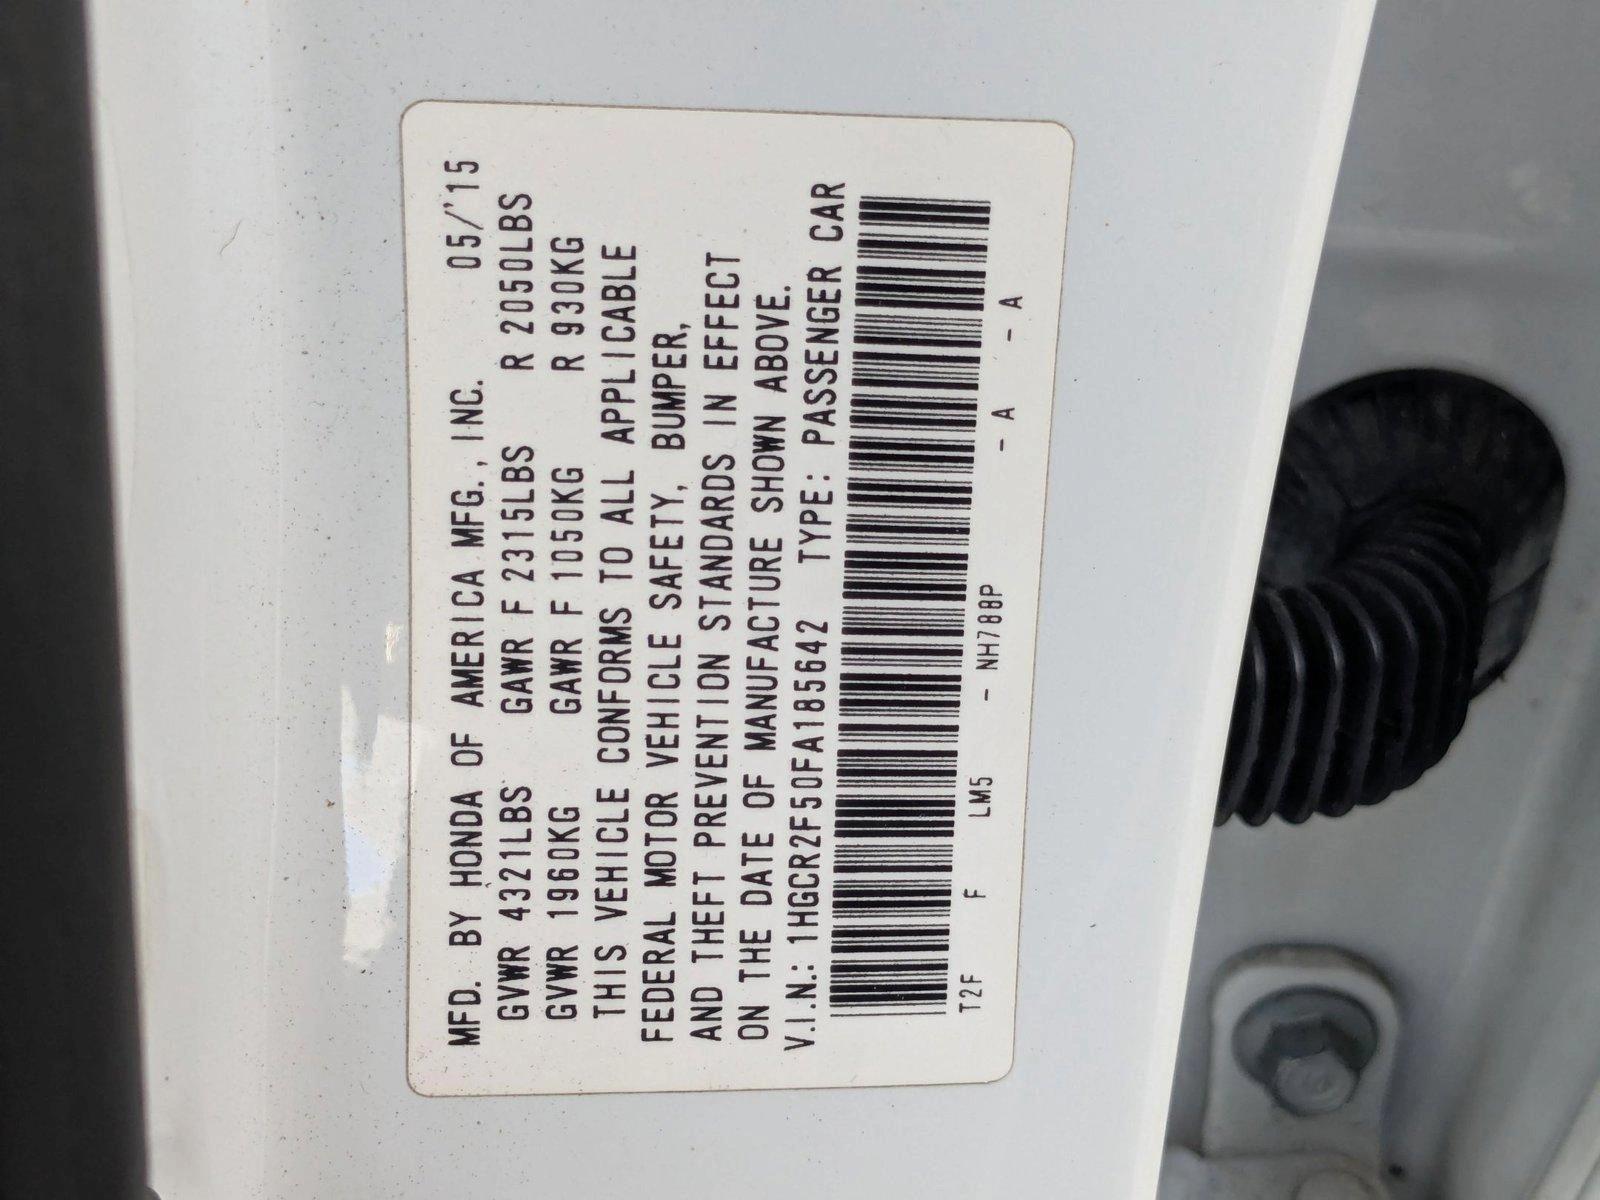 MFD. BY HONDA OF AMERICA MFG., INC. 05/'15
GVWR 4321LBS GAWR F 2315LBS R 2050LBS
GVWR 1960KG GAWR F 1050KG R 930KG
THIS VEHICLE CONFORMS TO ALL APPLICABLE
FEDERAL MOTOR VEHICLE SAFETY, BUMPER,
AND THEFT PREVENTION STANDARDS IN EFFECT
ON THE DATE OF MANUFACTURE SHOWN ABOVE.
V.I.N.: 1HGCR2F50FA185642 TYPE: PASSENGER CAR
T2F F LM5 - NH788P - A - A